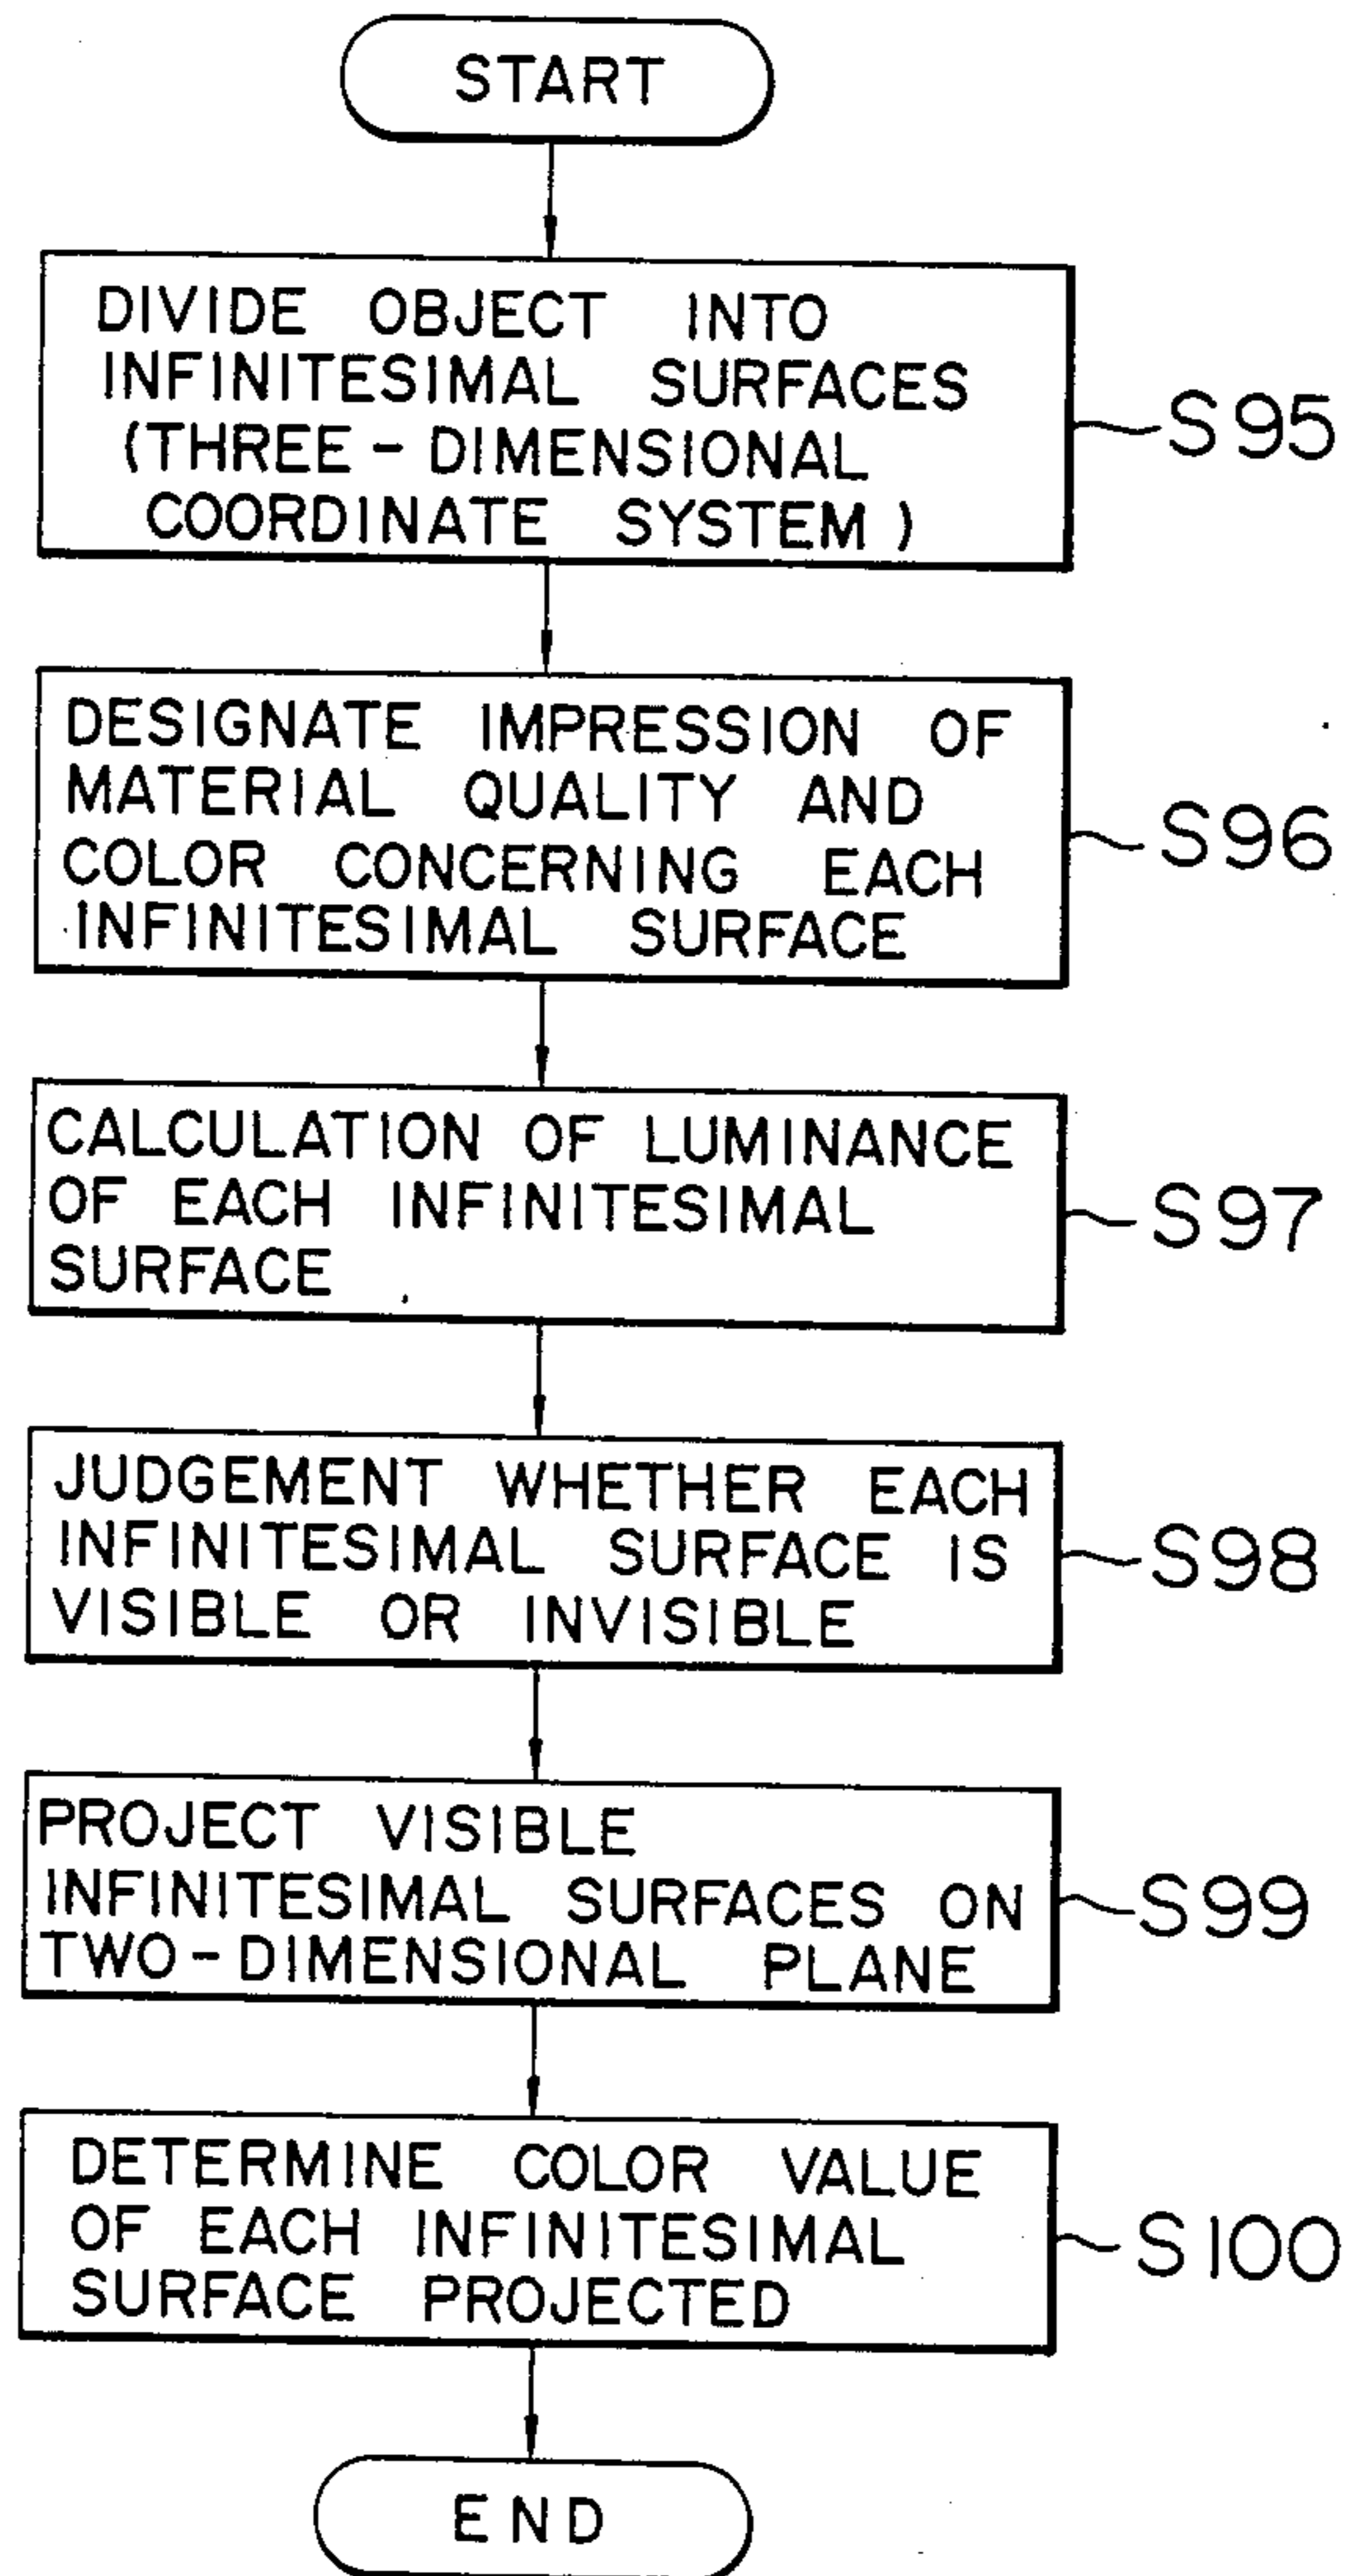 START
DIVIDE OBJECT INTO
INFINITESIMAL SURFACES
(THREE-DIMENSIONAL
COORDINATE SYSTEM)
S95
DESIGNATE IMPRESSION OF
MATERIAL QUALITY AND
COLOR CONCERNING EACH
INFINITESIMAL SURFACE
S96
CALCULATION OF LUMINANCE
OF EACH INFINITESIMAL
SURFACE
S97
JUDGEMENT WHETHER EACH
INFINITESIMAL SURFACE IS
VISIBLE OR INVISIBLE
S98
PROJECT VISIBLE
INFINITESIMAL SURFACES ON
TWO-DIMENSIONAL PLANE
S99
DETERMINE COLOR VALUE
OF EACH INFINITESIMAL
SURFACE PROJECTED
S100
END